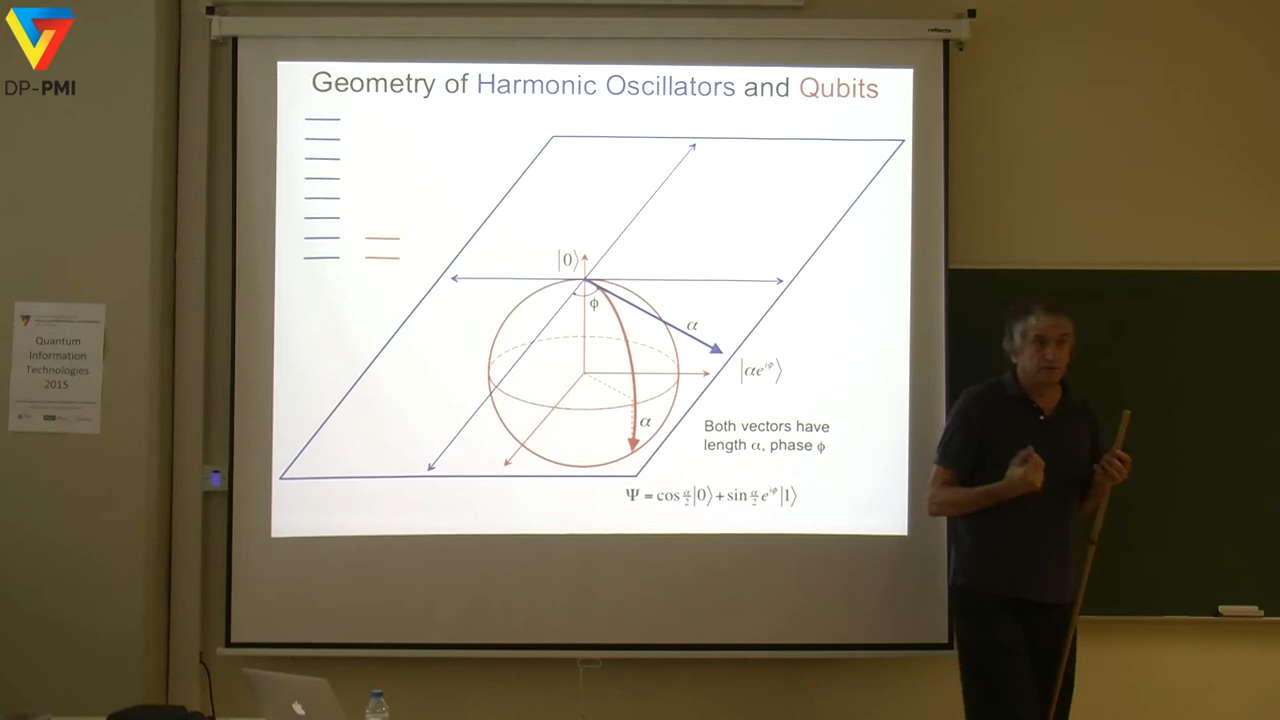 DP-PMI
reflecta
Geometry of Harmonic Oscillators and Qubits
|0⟩
ϕ
α
|αe^{iφ}⟩
α
Both vectors have
length α, phase ϕ
Ψ = cos α/2 |0⟩ + sin α/2 e^{iφ} |1⟩
Quantum
Information
Technologies
2015